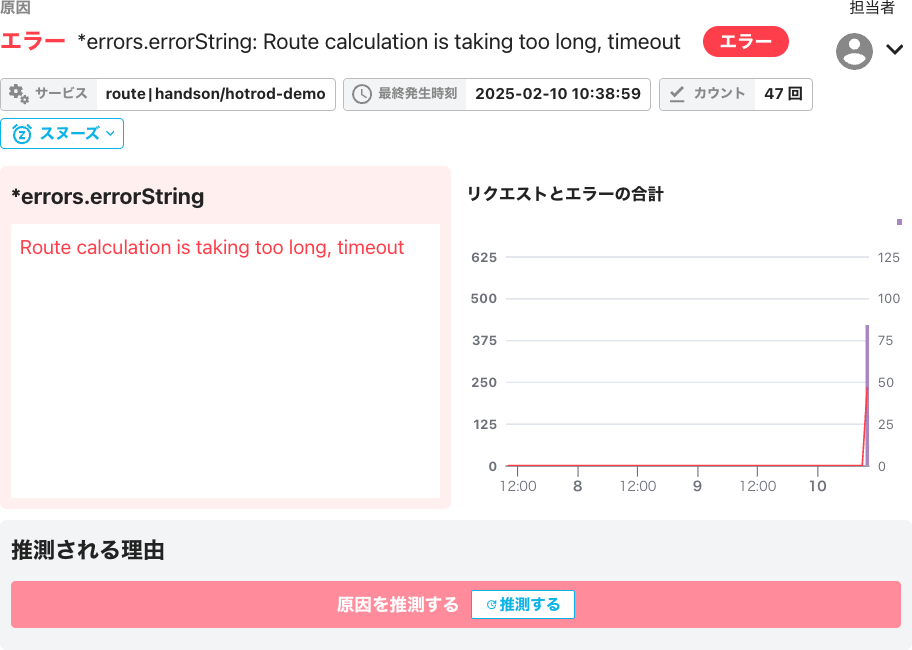 原因
担当者
エラー *errors.errorString: Route calculation is taking too long, timeout エラー
サービス route|handson/hotrod-demo 最終発生時刻 2025-02-10 10:38:59 カウント 47 回
スヌーズ
*errors.errorString
Route calculation is taking too long, timeout
リクエストとエラーの合計
625 125
500 100
375 75
250 50
125 25
0 0
12:00 8 12:00 9 12:00 10
推測される理由
原因を推測する 推測する